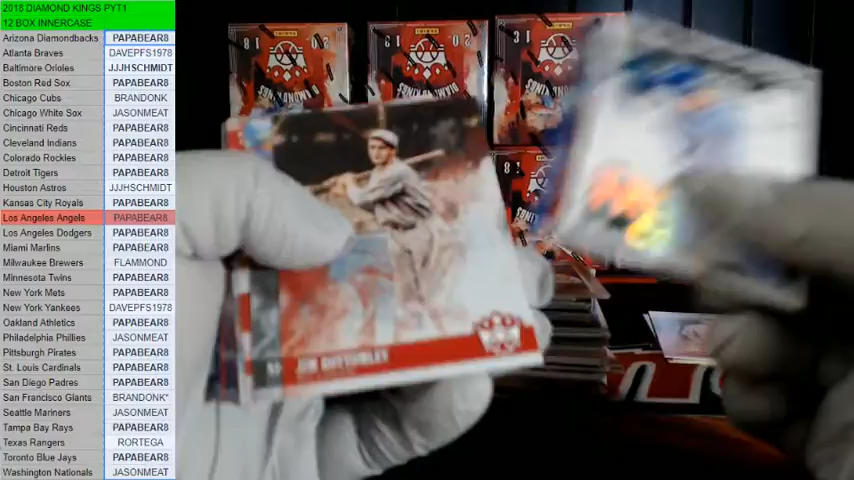 2018 DIAMOND KINGS PYT1
12 BOX INNERCASE
Arizona Diamondbacks PAPABEAR8
Atlanta Braves DAVEPFS1978
Baltimore Orioles JJJHSCHMIDT
Boston Red Sox PAPABEAR8
Chicago Cubs BRANDONK
Chicago White Sox JASONMEAT
Cincinnati Reds PAPABEAR8
Cleveland Indians PAPABEAR8
Colorado Rockies PAPABEAR8
Detroit Tigers PAPABEAR8
Houston Astros JJJHSCHMIDT
Kansas City Royals PAPABEAR8
Los Angeles Angels PAPABEAR8
Los Angeles Dodgers PAPABEAR8
Miami Marlins PAPABEAR8
Milwaukee Brewers FLAMMOND
Minnesota Twins PAPABEAR8
New York Mets PAPABEAR8
New York Yankees DAVEPFS1978
Oakland Athletics PAPABEAR8
Philadelphia Phillies JASONMEAT
Pittsburgh Pirates PAPABEAR8
St. Louis Cardinals PAPABEAR8
San Diego Padres PAPABEAR8
San Francisco Giants BRANDONK*
Seattle Mariners JASONMEAT
Tampa Bay Rays PAPABEAR8
Texas Rangers RORTEGA
Toronto Blue Jays PAPABEAR8
Washington Nationals JASONMEAT